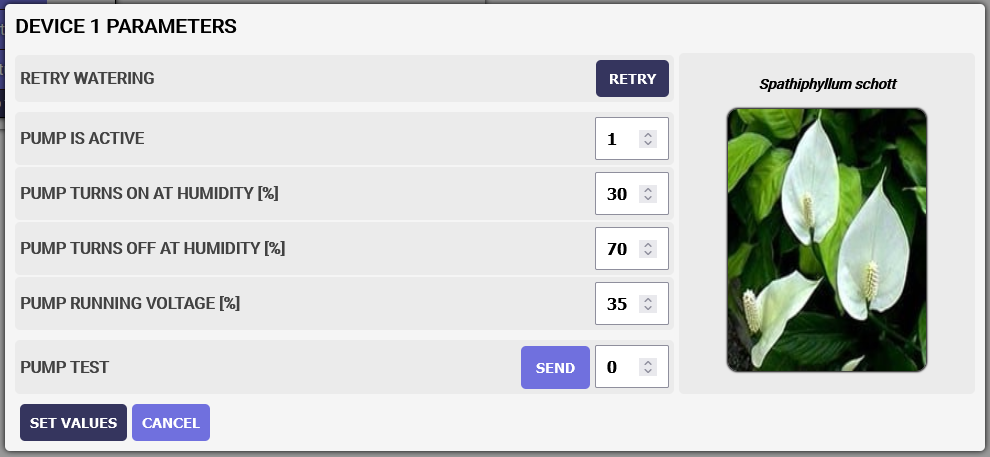 DEVICE 1 PARAMETERS
RETRY WATERING RETRY
PUMP IS ACTIVE 1
PUMP TURNS ON AT HUMIDITY [%] 30
PUMP TURNS OFF AT HUMIDITY [%] 70
PUMP RUNNING VOLTAGE [%] 35
PUMP TEST SEND 0
SET VALUES CANCEL
Spathiphyllum schott